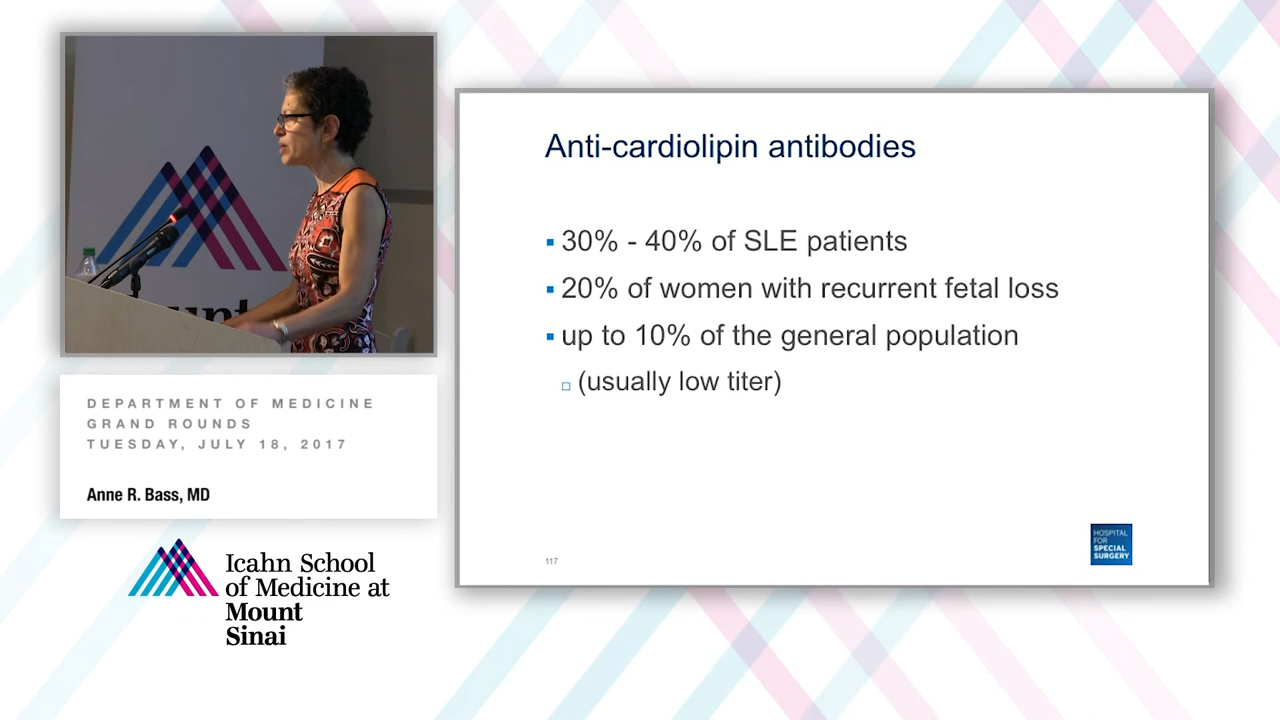 DEPARTMENT OF MEDICINE
GRAND ROUNDS
TUESDAY, JULY 18, 2017
Anne R. Bass, MD
Icahn School
of Medicine at
Mount
Sinai
Anti-cardiolipin antibodies
30% - 40% of SLE patients
20% of women with recurrent fetal loss
up to 10% of the general population
(usually low titer)
117
HOSPITAL
FOR
SPECIAL
SURGERY